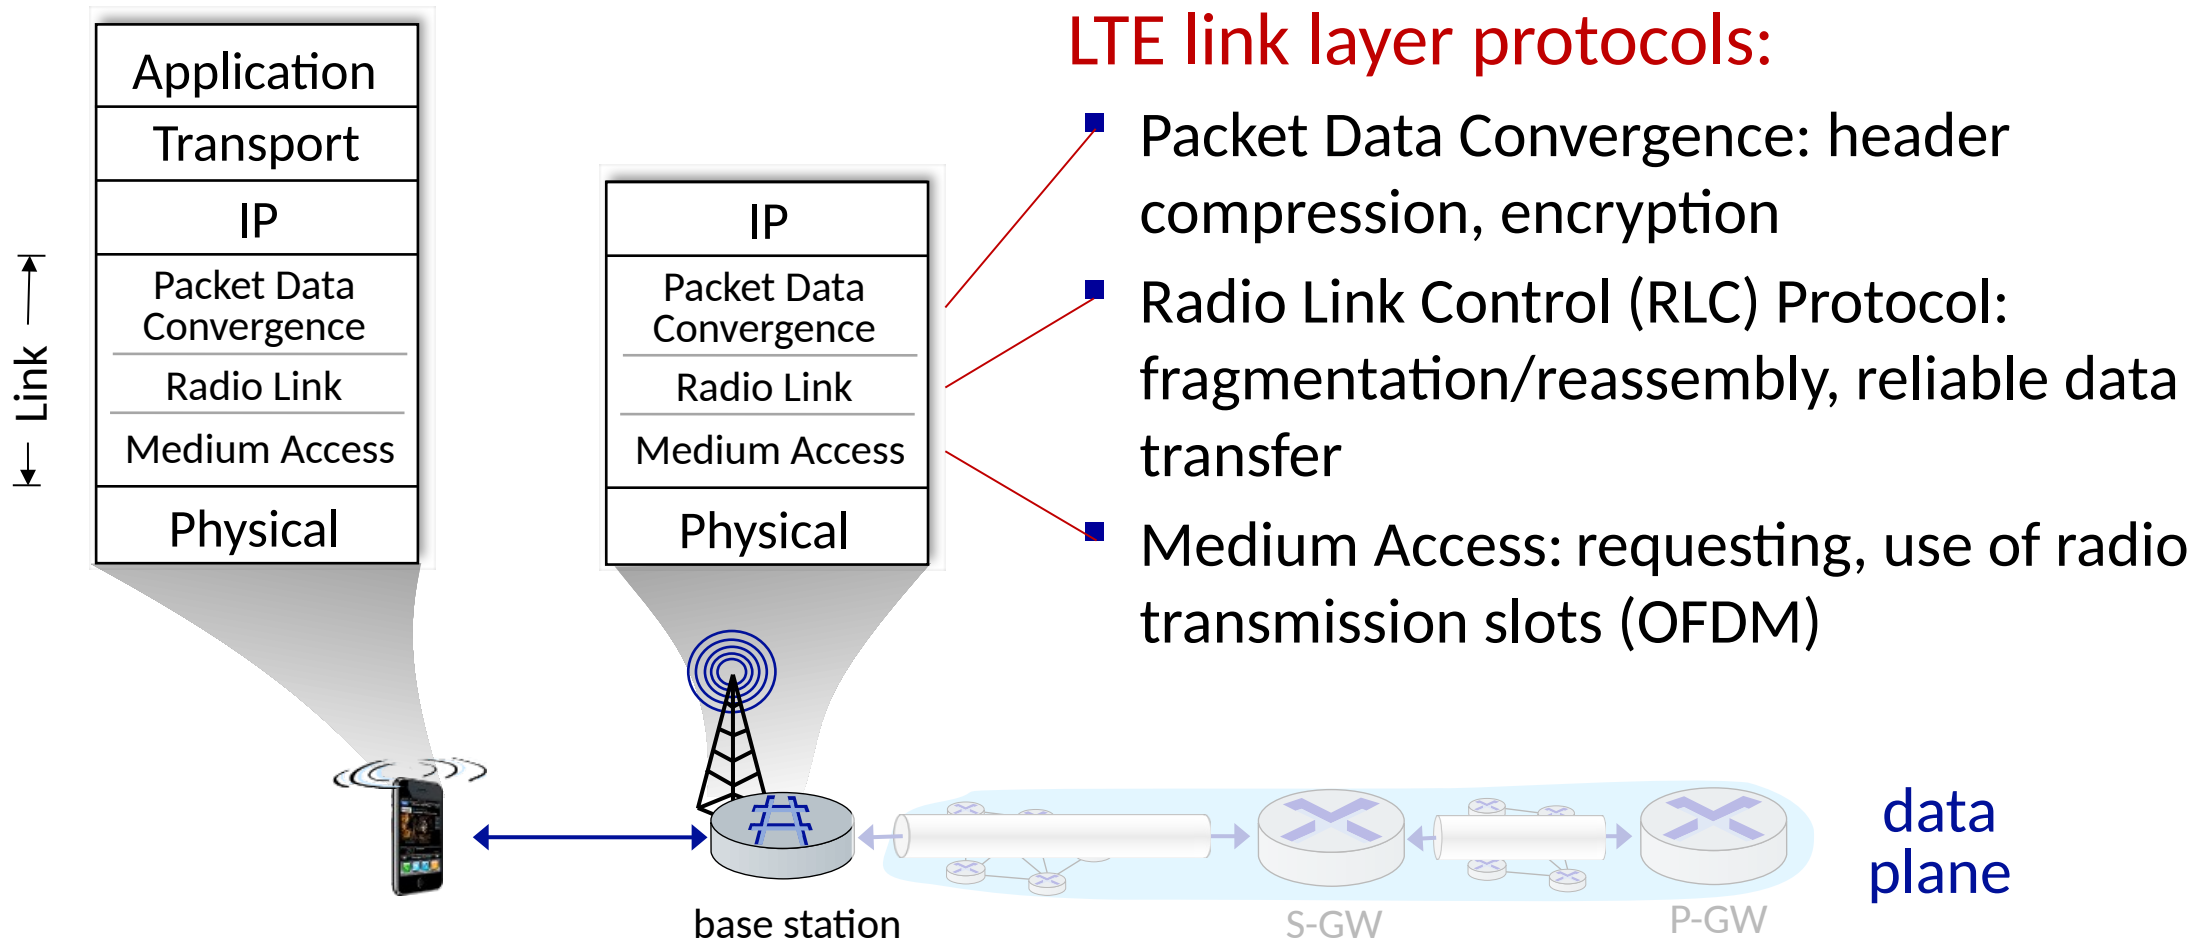 Application
Transport
IP
Packet Data
Convergence
Radio Link
Medium Access
Physical
Link
IP
Packet Data
Convergence
Radio Link
Medium Access
Physical
LTE link layer protocols:
Packet Data Convergence: header
compression, encryption
Radio Link Control (RLC) Protocol:
fragmentation/reassembly, reliable data
transfer
Medium Access: requesting, use of radio
transmission slots (OFDM)
base station
S-GW
P-GW
data
plane